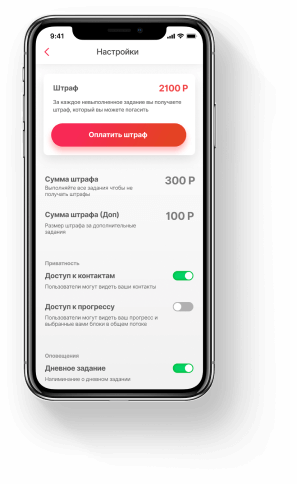 9:41
Настройки
Штраф 2100 Р
За каждое невыполненное задание вы получаете
штраф, который вы можете погасить
Оплатить штраф
Сумма штрафа 300 Р
Выполняйте все задания чтобы не
получать штрафы
Сумма штрафа (Доп) 100 Р
Размер штрафа за дополнительные
задания
Приватность
Доступ к контактам
Пользователи могут видеть ваши контакты
Доступ к прогрессу
Пользователи могут видеть ваш прогресс и
выбранные вами блоки в общем потоке
Оповещания
Дневное задание
Напиминение о дневном задании